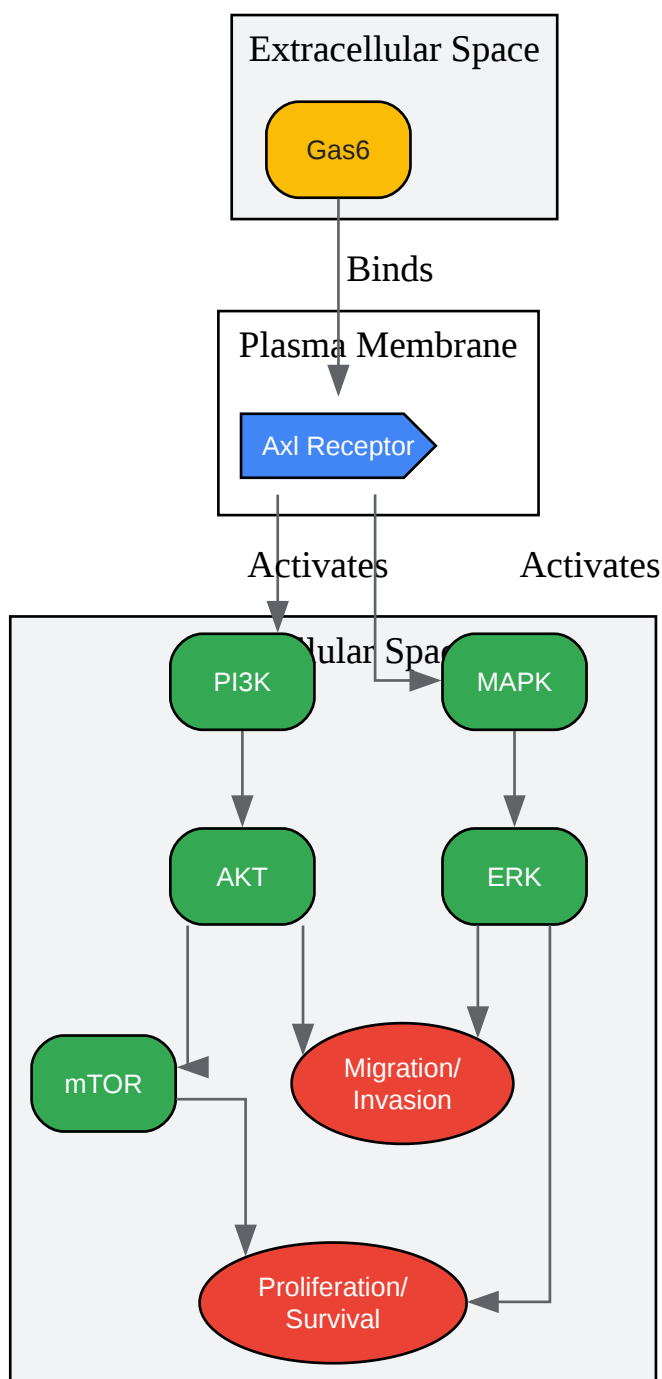 Extracellular Space
Gas6
Binds
Plasma Membrane
Axl Receptor
Activates
Activates
PI3K
MAPK
AKT
ERK
mTOR
Migration/
Invasion
Proliferation/
Survival